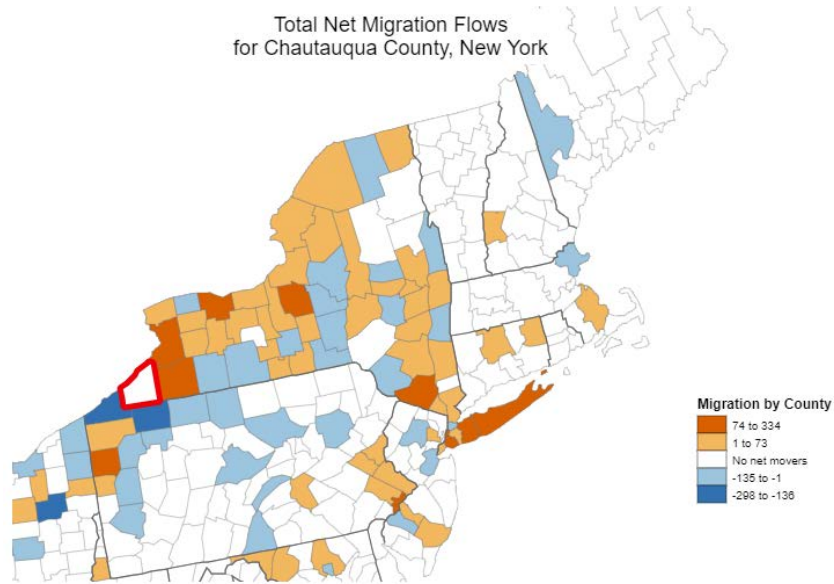 Total Net Migration Flows
for Chautauqua County, New York
Migration by County
74 to 334
1 to 73
No net movers
-135 to -1
-298 to -136